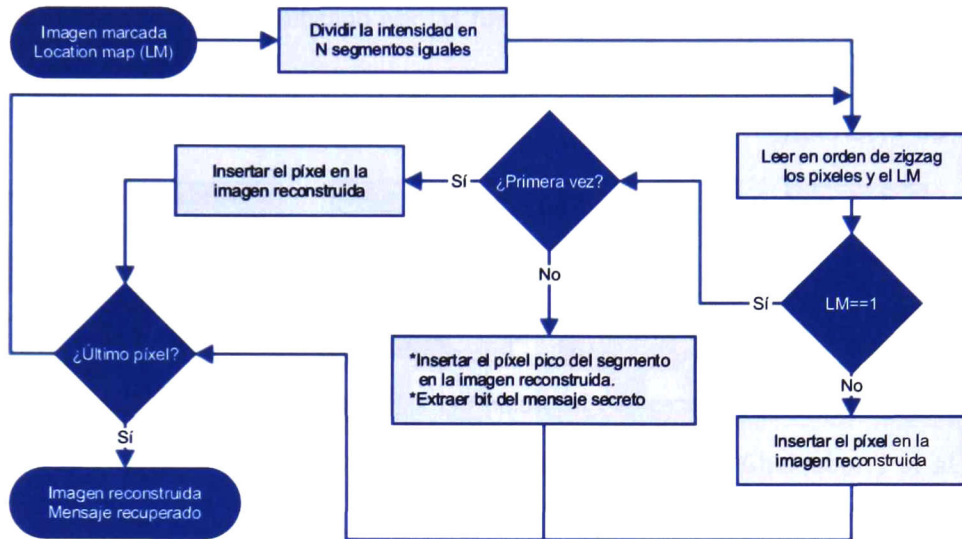 Imagen marcada
Location map (LM)
Dividir la intensidad en
N segmentos iguales
Leer en orden de zigzag
los pixeles y el LM
LM==1
Sí
No
¿Primera vez?
Sí
No
Insertar el píxel en la
imagen reconstruida
*Insertar el píxel pico del segmento
en la imagen reconstruida.
*Extraer bit del mensaje secreto
Insertar el píxel en la
imagen reconstruida
¿Último píxel?
Sí
Imagen reconstruida
Mensaje recuperado